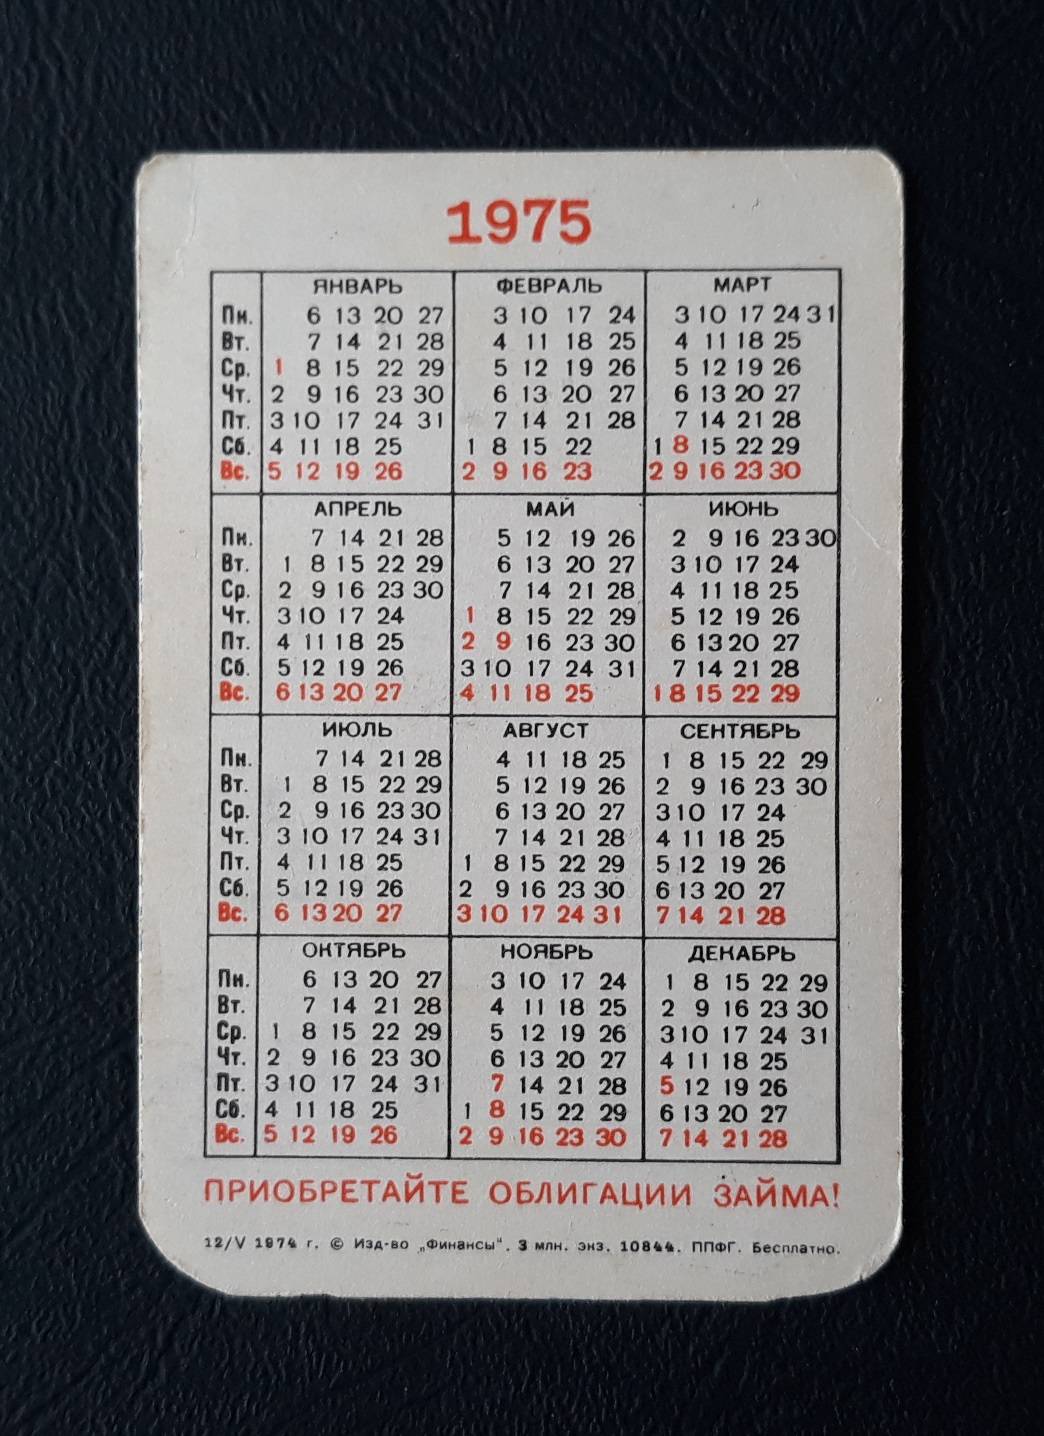 1975
ЯНВАРЬ ФЕВРАЛЬ МАРТ
Пн. 6 13 20 27 3 10 17 24 3 10 17 24 31
Вт. 7 14 21 28 4 11 18 25 4 11 18 25
Ср. 1 8 15 22 29 5 12 19 26 5 12 19 26
Чт. 2 9 16 23 30 6 13 20 27 6 13 20 27
Пт. 3 10 17 24 31 7 14 21 28 7 14 21 28
Сб. 4 11 18 25 1 8 15 22 1 8 15 22 29
Вс. 5 12 19 26 2 9 16 23 2 9 16 23 30
АПРЕЛЬ МАЙ ИЮНЬ
Пн. 7 14 21 28 5 12 19 26 2 9 16 23 30
Вт. 1 8 15 22 29 6 13 20 27 3 10 17 24
Ср. 2 9 16 23 30 7 14 21 28 4 11 18 25
Чт. 3 10 17 24 1 8 15 22 29 5 12 19 26
Пт. 4 11 18 25 2 9 16 23 30 6 13 20 27
Сб. 5 12 19 26 3 10 17 24 31 7 14 21 28
Вс. 6 13 20 27 4 11 18 25 1 8 15 22 29
ИЮЛЬ АВГУСТ СЕНТЯБРЬ
Пн. 7 14 21 28 4 11 18 25 1 8 15 22 29
Вт. 1 8 15 22 29 5 12 19 26 2 9 16 23 30
Ср. 2 9 16 23 30 6 13 20 27 3 10 17 24
Чт. 3 10 17 24 31 7 14 21 28 4 11 18 25
Пт. 4 11 18 25 1 8 15 22 29 5 12 19 26
Сб. 5 12 19 26 2 9 16 23 30 6 13 20 27
Вс. 6 13 20 27 3 10 17 24 31 7 14 21 28
ОКТЯБРЬ НОЯБРЬ ДЕКАБРЬ
Пн. 6 13 20 27 3 10 17 24 1 8 15 22 29
Вт. 7 14 21 28 4 11 18 25 2 9 16 23 30
Ср. 1 8 15 22 29 5 12 19 26 3 10 17 24 31
Чт. 2 9 16 23 30 6 13 20 27 4 11 18 25
Пт. 3 10 17 24 31 7 14 21 28 5 12 19 26
Сб. 4 11 18 25 1 8 15 22 29 6 13 20 27
Вс. 5 12 19 26 2 9 16 23 30 7 14 21 28
ПРИОБРЕТАЙТЕ ОБЛИГАЦИИ ЗАЙМА!
12/V 1974 г. © Изд-во „Финансы“. 3 млн. экз. 10844. ППФГ. Бесплатно.